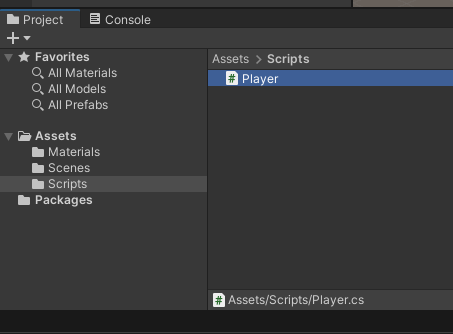 Project
Console
Favorites
All Materials
All Models
All Prefabs
Assets
Materials
Scenes
Scripts
Packages
Assets > Scripts
# Player
# Assets/Scripts/Player.cs